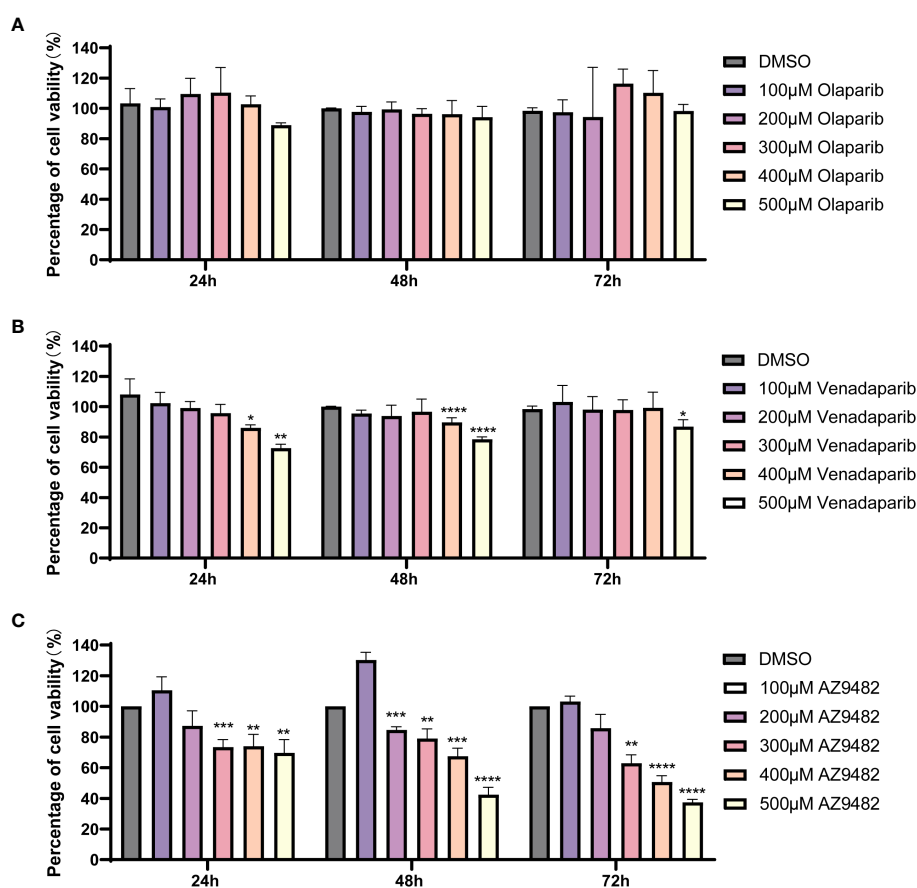 A
Percentage of cell vability (%)
140
120
100
80
60
40
20
0
24h
48h
72h
DMSO
100μM Olaparib
200μM Olaparib
300μM Olaparib
400μM Olaparib
500μM Olaparib
B
Percentage of cell vability (%)
140
120
100
80
60
40
20
0
* ** **** **** *
24h
48h
72h
DMSO
100μM Venadaparib
200μM Venadaparib
300μM Venadaparib
400μM Venadaparib
500μM Venadaparib
C
Percentage of cell vability (%)
140
120
100
80
60
40
20
0
*** ** ** *** ** *** **** ** **** ****
24h
48h
72h
DMSO
100μM AZ9482
200μM AZ9482
300μM AZ9482
400μM AZ9482
500μM AZ9482